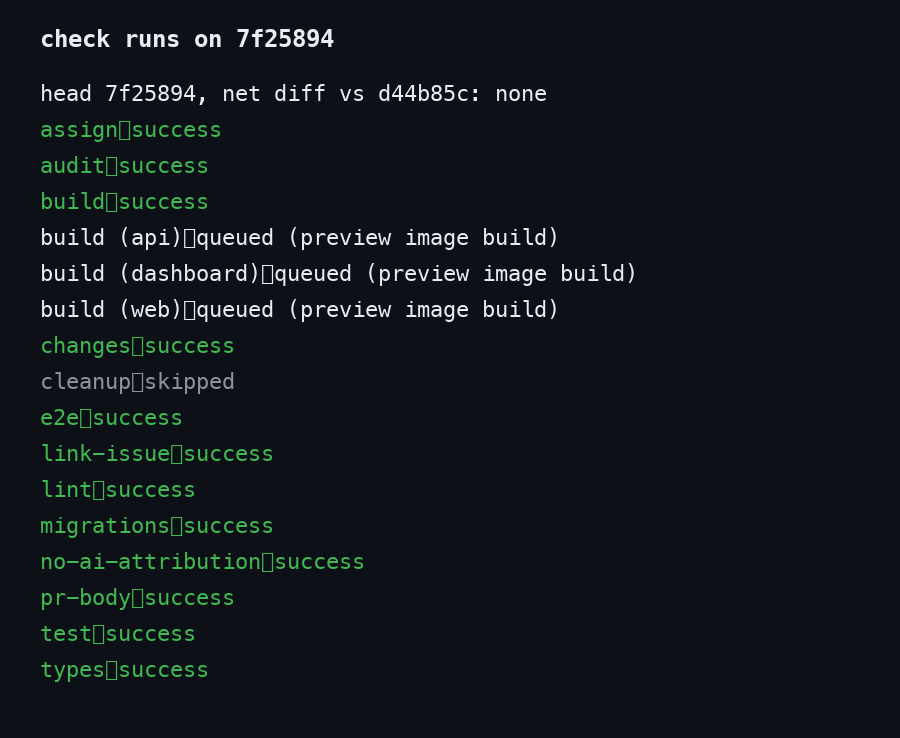 check runs on 7f25894
head 7f25894, net diff vs d44b85c: none
assign▯success
audit▯success
build▯success
build (api)▯queued (preview image build)
build (dashboard)▯queued (preview image build)
build (web)▯queued (preview image build)
changes▯success
cleanup▯skipped
e2e▯success
link-issue▯success
lint▯success
migrations▯success
no-ai-attribution▯success
pr-body▯success
test▯success
types▯success